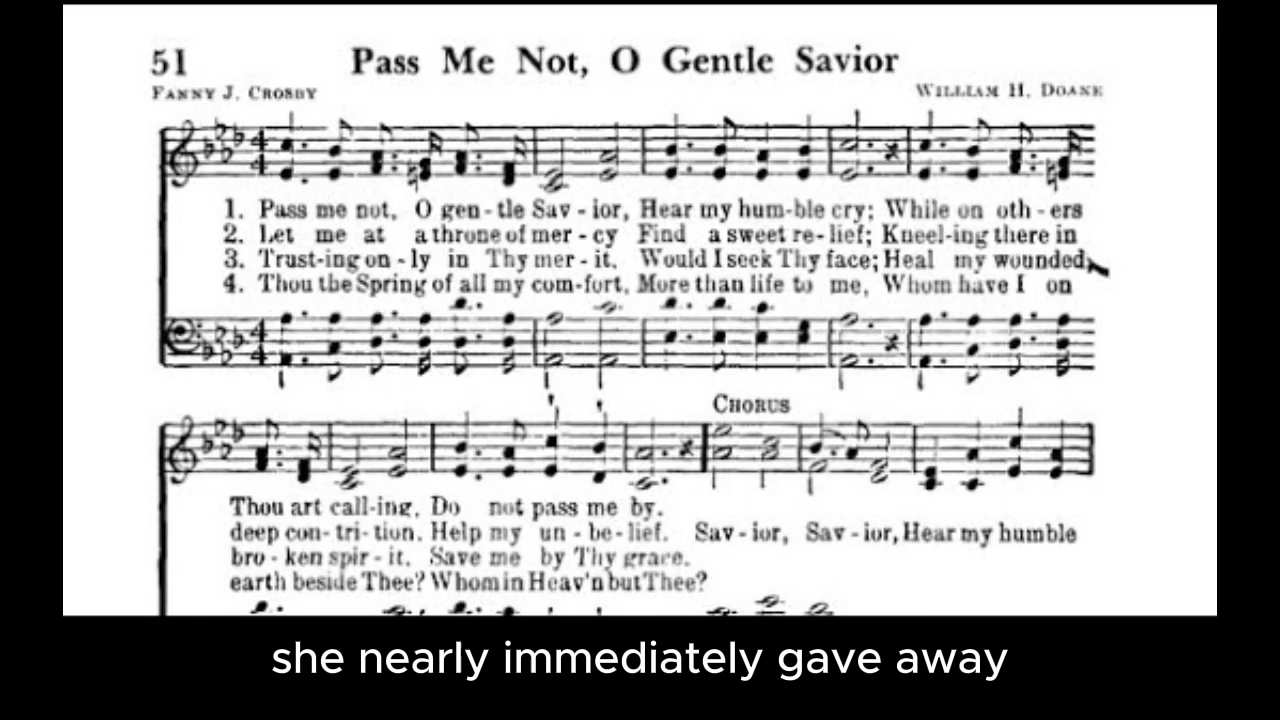 51 Pass Me Not, O Gentle Savior
FANNY J. CROSBY WILLIAM H. DOANE
1. Pass me not, O gen-tle Sav-ior, Hear my hum-ble cry; While on oth-ers
2. Let me at a throne of mer-cy Find a sweet re-lief; Kneel-ing there in
3. Trust-ing on-ly in Thy mer-it, Would I seek Thy face; Heal my wounded,
4. Thou the Spring of all my com-fort, More than life to me, Whom have I on
CHORUS
Thou art call-ing, Do not pass me by.
deep con-tri-tion. Help my un-be-lief. Sav-ior, Sav-ior, Hear my humble
bro-ken spir-it. Save me by Thy grace.
earth beside Thee? Whom in Heav'n but Thee?
she nearly immediately gave away